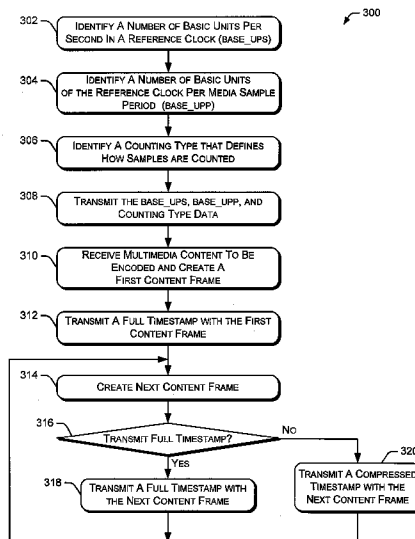 300
302
IDENTIFY A NUMBER OF BASIC UNITS PER
SECOND IN A REFERENCE CLOCK (BASE_UPS)
304
IDENTIFY A NUMBER OF BASIC UNITS
OF THE REFERENCE CLOCK PER MEDIA SAMPLE
PERIOD (BASE_UPP)
306
IDENTIFY A COUNTING TYPE THAT DEFINES
HOW SAMPLES ARE COUNTED
308
TRANSMIT THE BASE_UPS, BASE_UPP, AND
COUNTING TYPE DATA
310
RECEIVE MULTIMEDIA CONTENT TO BE
ENCODED AND CREATE A
FIRST CONTENT FRAME
312
TRANSMIT A FULL TIMESTAMP WITH THE FIRST
CONTENT FRAME
314
CREATE NEXT CONTENT FRAME
316
TRANSMIT FULL TIMESTAMP?
NO
YES
318
TRANSMIT A FULL TIMESTAMP WITH
THE NEXT CONTENT FRAME
320
TRANSMIT A COMPRESSED
TIMESTAMP WITH THE
NEXT CONTENT FRAME